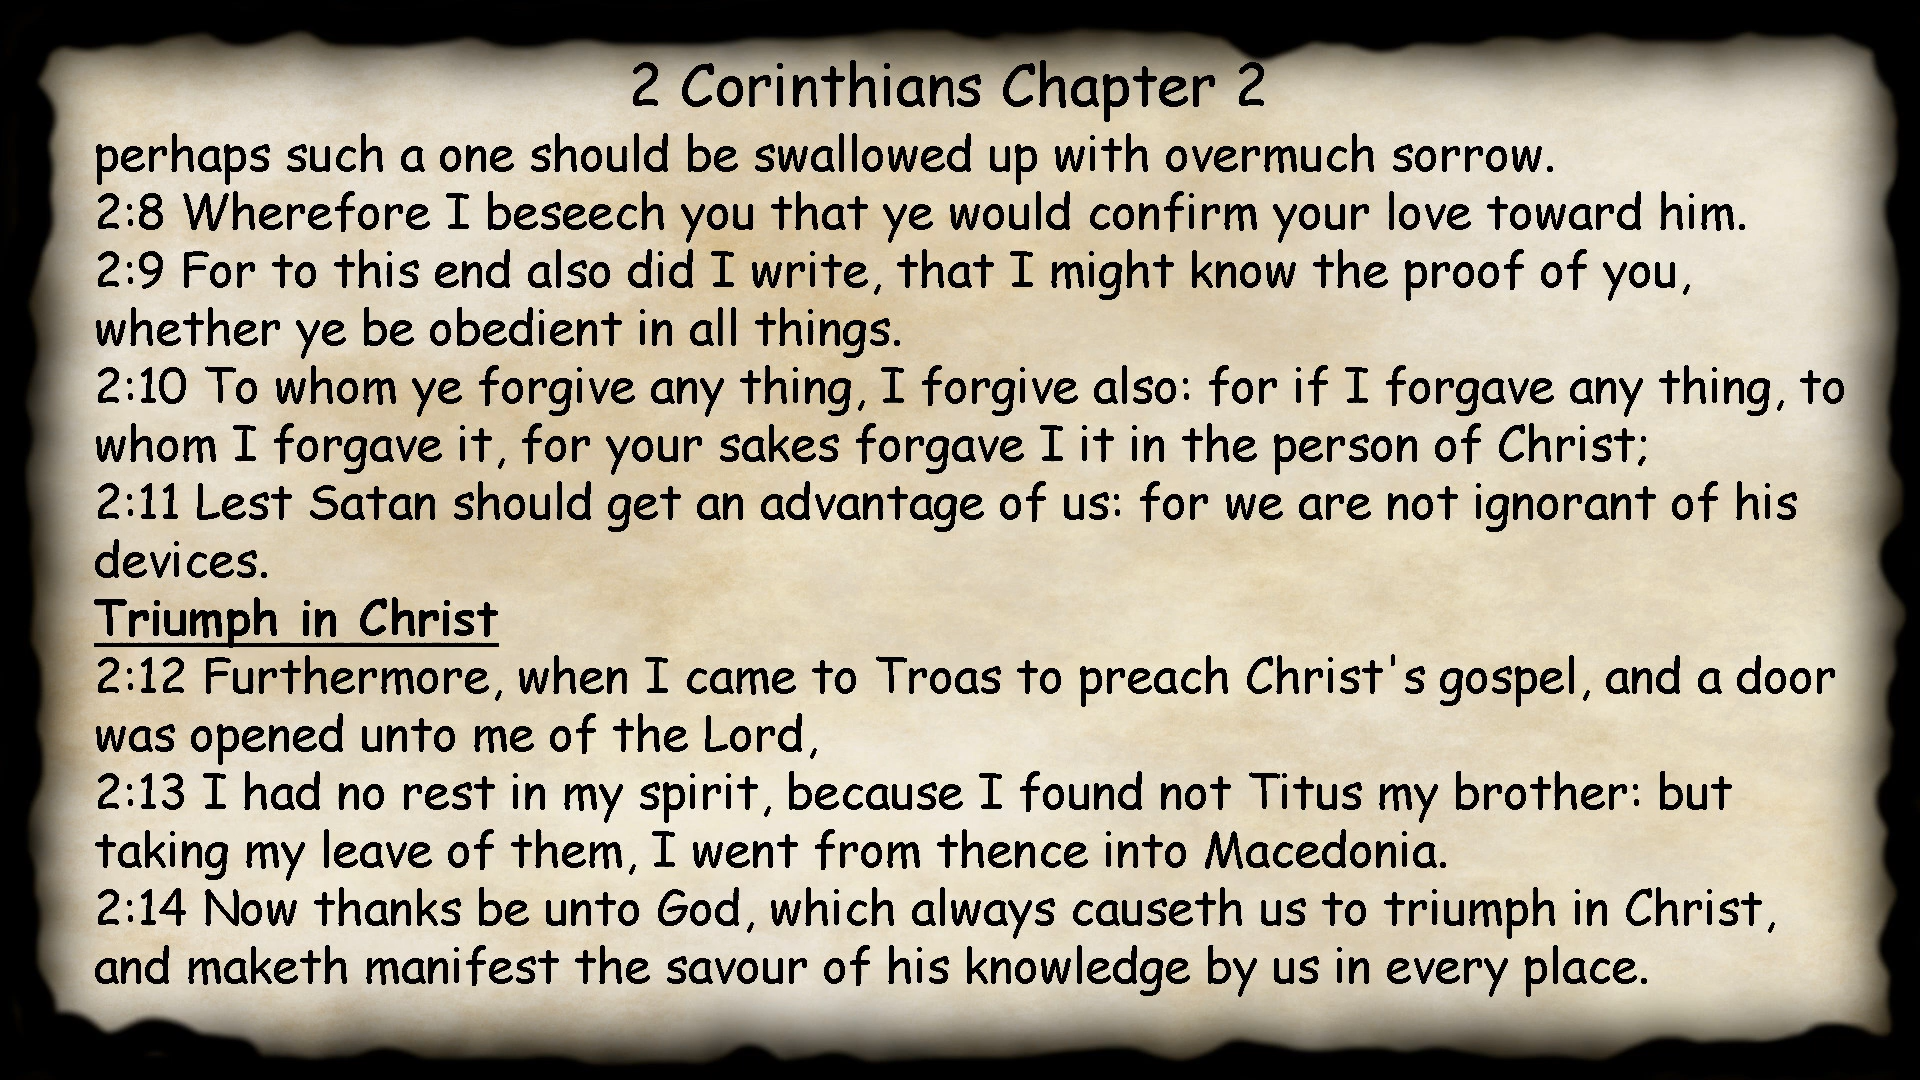 2 Corinthians Chapter 2
perhaps such a one should be swallowed up with overmuch sorrow.
2:8 Wherefore I beseech you that ye would confirm your love toward him.
2:9 For to this end also did I write, that I might know the proof of you,
whether ye be obedient in all things.
2:10 To whom ye forgive any thing, I forgive also: for if I forgave any thing, to
whom I forgave it, for your sakes forgave I it in the person of Christ;
2:11 Lest Satan should get an advantage of us: for we are not ignorant of his
devices.
Triumph in Christ
2:12 Furthermore, when I came to Troas to preach Christ's gospel, and a door
was opened unto me of the Lord,
2:13 I had no rest in my spirit, because I found not Titus my brother: but
taking my leave of them, I went from thence into Macedonia.
2:14 Now thanks be unto God, which always causeth us to triumph in Christ,
and maketh manifest the savour of his knowledge by us in every place.